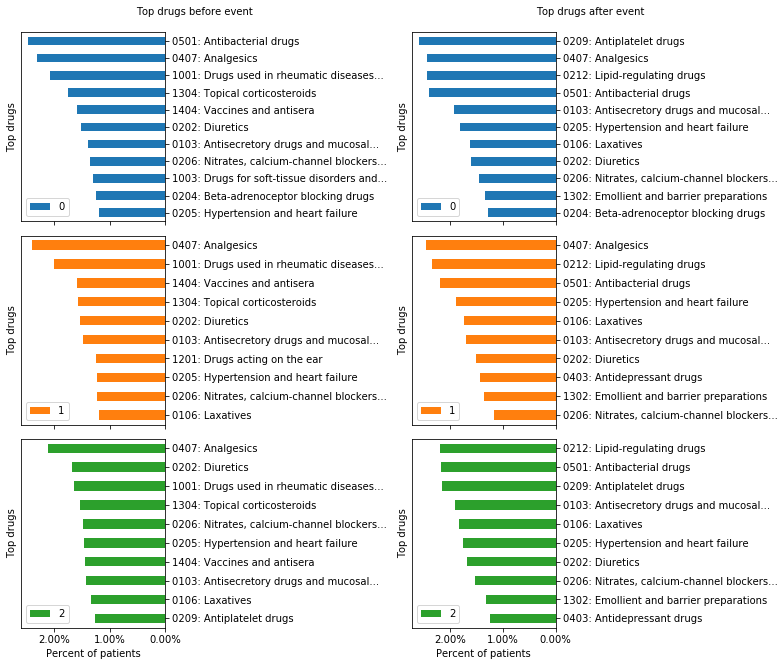 Top drugs before event
Top drugs
0501: Antibacterial drugs
0407: Analgesics
1001: Drugs used in rheumatic diseases...
1304: Topical corticosteroids
1404: Vaccines and antisera
0202: Diuretics
0103: Antisecretory drugs and mucosal...
0206: Nitrates, calcium-channel blockers...
1003: Drugs for soft-tissue disorders and...
0204: Beta-adrenoceptor blocking drugs
0205: Hypertension and heart failure
0
Top drugs
0407: Analgesics
1001: Drugs used in rheumatic diseases...
1404: Vaccines and antisera
1304: Topical corticosteroids
0202: Diuretics
0103: Antisecretory drugs and mucosal...
1201: Drugs acting on the ear
0205: Hypertension and heart failure
0206: Nitrates, calcium-channel blockers...
0106: Laxatives
1
Top drugs
0407: Analgesics
0202: Diuretics
1001: Drugs used in rheumatic diseases...
1304: Topical corticosteroids
0206: Nitrates, calcium-channel blockers...
0205: Hypertension and heart failure
1404: Vaccines and antisera
0103: Antisecretory drugs and mucosal...
0106: Laxatives
0209: Antiplatelet drugs
2
2.00% 1.00% 0.00%
Percent of patients
Top drugs after event
Top drugs
0209: Antiplatelet drugs
0407: Analgesics
0212: Lipid-regulating drugs
0501: Antibacterial drugs
0103: Antisecretory drugs and mucosal...
0205: Hypertension and heart failure
0106: Laxatives
0202: Diuretics
0206: Nitrates, calcium-channel blockers...
1302: Emollient and barrier preparations
0204: Beta-adrenoceptor blocking drugs
0
Top drugs
0407: Analgesics
0212: Lipid-regulating drugs
0501: Antibacterial drugs
0205: Hypertension and heart failure
0106: Laxatives
0103: Antisecretory drugs and mucosal...
0202: Diuretics
0403: Antidepressant drugs
1302: Emollient and barrier preparations
0206: Nitrates, calcium-channel blockers...
1
Top drugs
0212: Lipid-regulating drugs
0501: Antibacterial drugs
0209: Antiplatelet drugs
0103: Antisecretory drugs and mucosal...
0106: Laxatives
0205: Hypertension and heart failure
0202: Diuretics
0206: Nitrates, calcium-channel blockers...
1302: Emollient and barrier preparations
0403: Antidepressant drugs
2
2.00% 1.00% 0.00%
Percent of patients